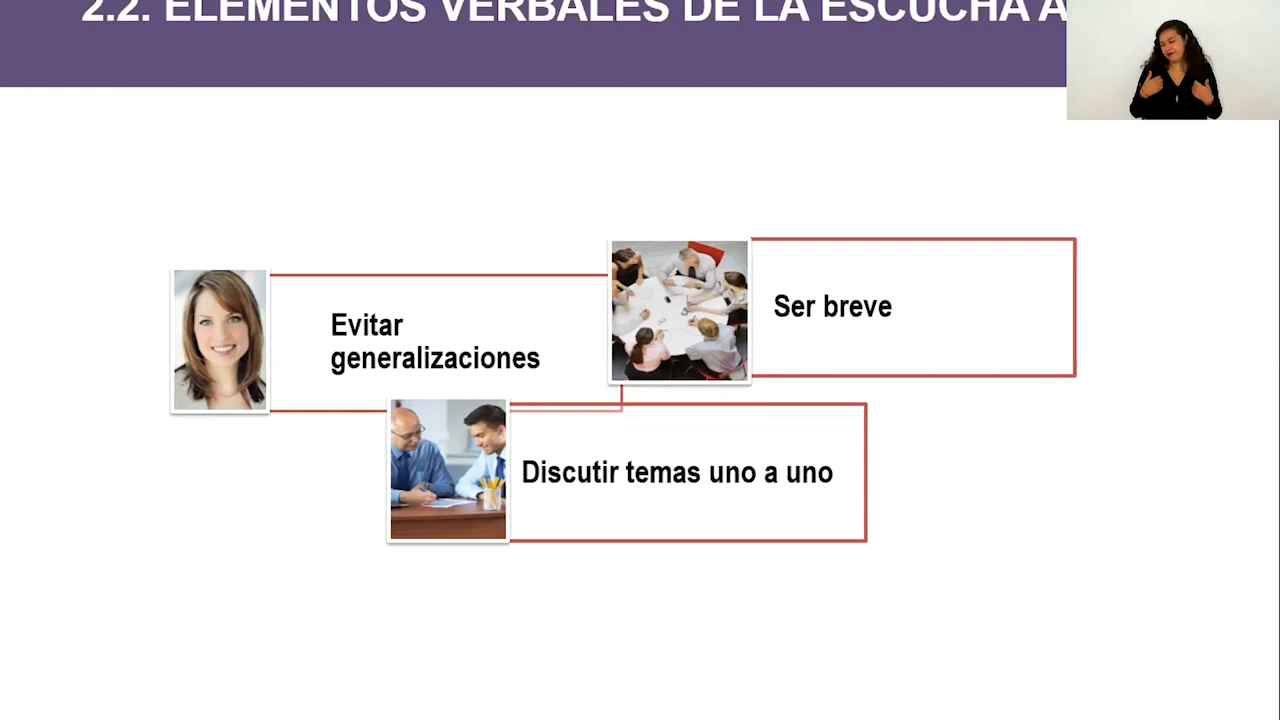 2.2. ELEMENTOS VERBALES DE LA ESCUCHA A
Evitar
generalizaciones
Ser breve
Discutir temas uno a uno